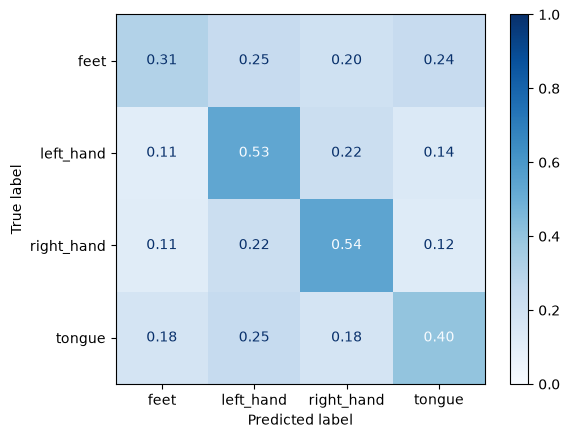 feet 0.31 0.25 0.20 0.24
left_hand 0.11 0.53 0.22 0.14
right_hand 0.11 0.22 0.54 0.12
tongue 0.18 0.25 0.18 0.40
feet left_hand right_hand tongue
Predicted label
True label
1.0
0.8
0.6
0.4
0.2
0.0